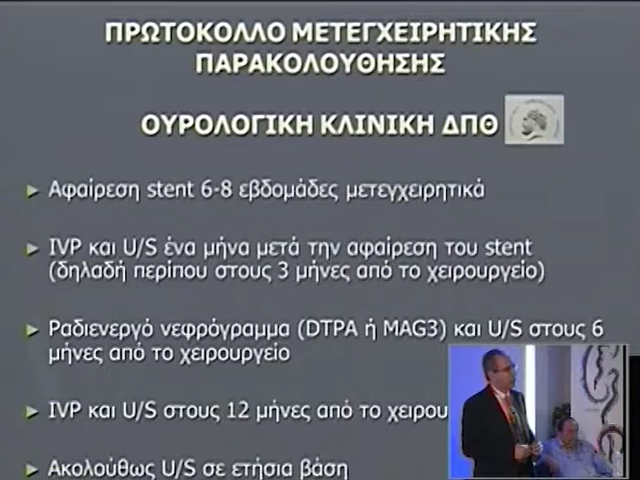 ΠΡΩΤΟΚΟΛΛΟ ΜΕΤΕΓΧΕΙΡΗΤΙΚΗΣ
ΠΑΡΑΚΟΛΟΥΘΗΣΗΣ
ΟΥΡΟΛΟΓΙΚΗ ΚΛΙΝΙΚΗ ΔΠΘ
Αφαίρεση stent 6-8 εβδομάδες μετεγχειρητικά
IVP και U/S ένα μήνα μετά την αφαίρεση του stent
(δηλαδή περίπου στους 3 μήνες από το χειρουργείο)
Ραδιενεργό νεφρόγραμμα (DTPA ή MAG3) και U/S στους 6
μήνες από το χειρουργείο
IVP και U/S στους 12 μήνες από το χειρου
Ακολούθως U/S σε ετήσια βάση